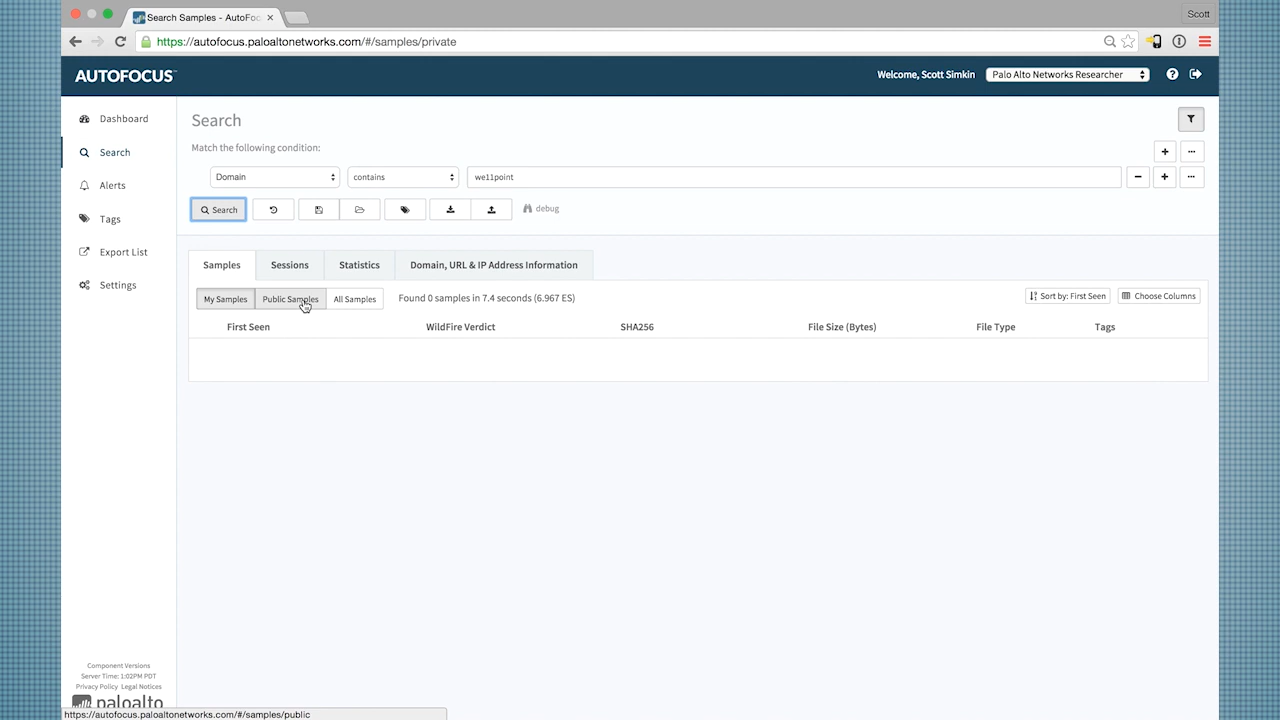 Search Samples - AutoFoc
Scott
https://autofocus.paloaltonetworks.com/#/samples/private
AUTOFOCUS
Welcome, Scott Simkin
Palo Alto Networks Researcher
Dashboard
Search
Alerts
Tags
Export List
Settings
Search
Match the following condition:
Domain
contains
we11point
Search
debug
Samples
Sessions
Statistics
Domain, URL & IP Address Information
My Samples
Public Samples
All Samples
Found 0 samples in 7.4 seconds (6.967 ES)
Sort by: First Seen
Choose Columns
First Seen
WildFire Verdict
SHA256
File Size (Bytes)
File Type
Tags
Component Versions
Server Time: 1:02PM PDT
Privacy Policy Legal Notices
paloalto
https://autofocus.paloaltonetworks.com/#/samples/public